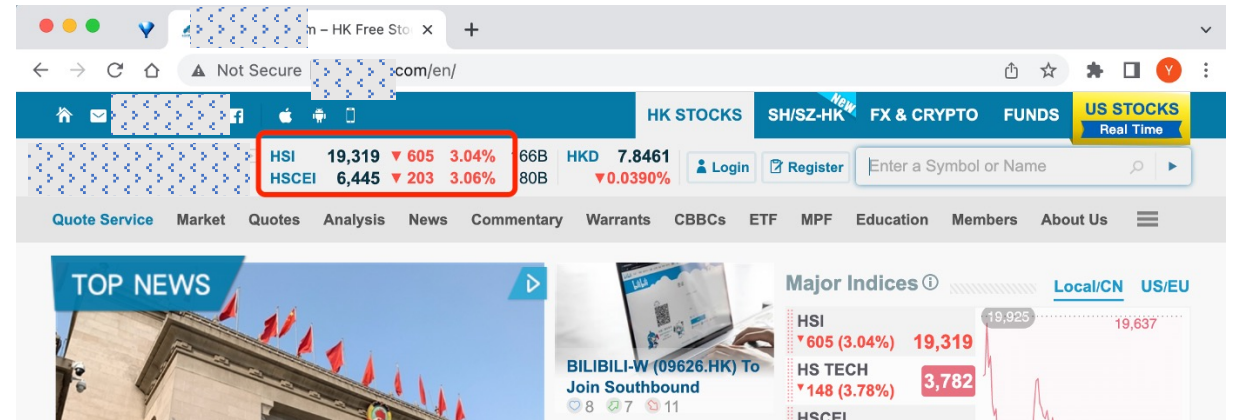 – HK Free Sto
Not Secure com/en/
HK STOCKS SH/SZ-HK New FX & CRYPTO FUNDS US STOCKS
Real Time
HSI 19,319 ▼ 605 3.04% 66B HKD 7.8461 Login Register Enter a Symbol or Name
HSCEI 6,445 ▼ 203 3.06% 80B ▼0.0390%
Quote Service Market Quotes Analysis News Commentary Warrants CBBCs ETF MPF Education Members About Us
TOP NEWS
BILIBILI-W (09626.HK) To
Join Southbound
8 7 11
Major Indices Local/CN US/EU
HSI
▼605 (3.04%) 19,319
HS TECH
▼148 (3.78%) 3,782
HSCEI
19,925 19,637